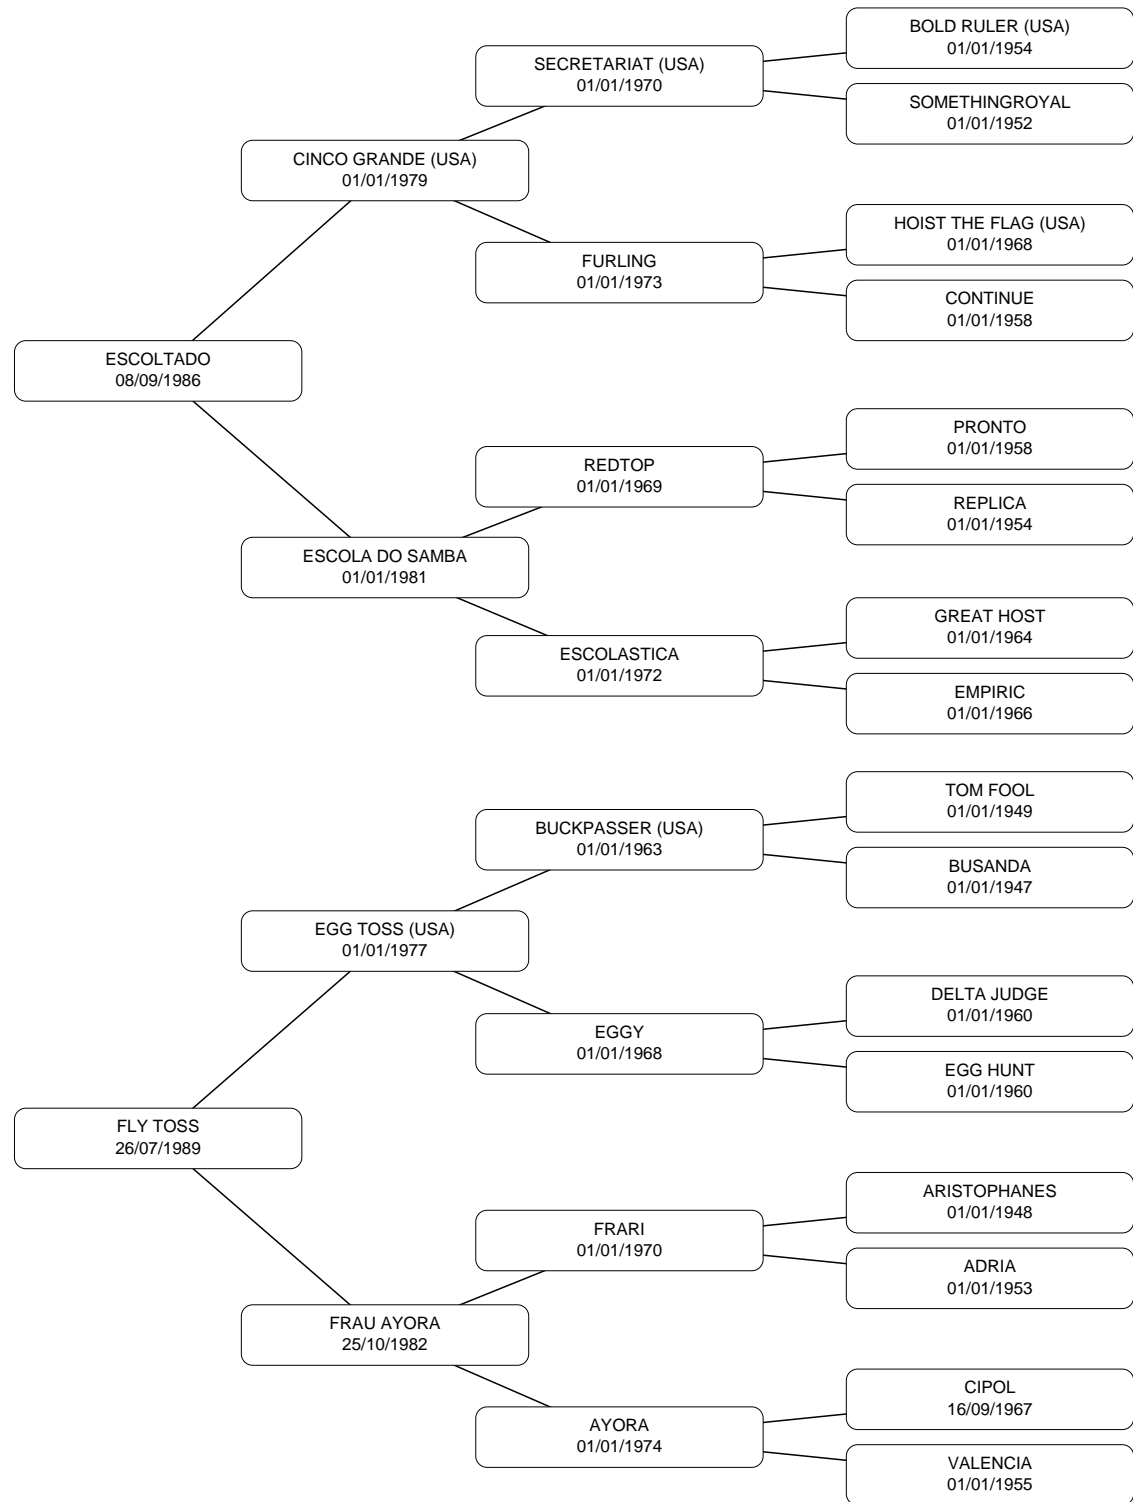 BOLD RULER (USA)
01/01/1954
SECRETARIAT (USA)
01/01/1970
SOMETHINGROYAL
01/01/1952
CINCO GRANDE (USA)
01/01/1979
HOIST THE FLAG (USA)
01/01/1968
FURLING
01/01/1973
CONTINUE
01/01/1958
ESCOLTADO
08/09/1986
PRONTO
01/01/1958
REDTOP
01/01/1969
REPLICA
01/01/1954
ESCOLA DO SAMBA
01/01/1981
GREAT HOST
01/01/1964
ESCOLASTICA
01/01/1972
EMPIRIC
01/01/1966
TOM FOOL
01/01/1949
BUCKPASSER (USA)
01/01/1963
BUSANDA
01/01/1947
EGG TOSS (USA)
01/01/1977
DELTA JUDGE
01/01/1960
EGGY
01/01/1968
EGG HUNT
01/01/1960
FLY TOSS
26/07/1989
ARISTOPHANES
01/01/1948
FRARI
01/01/1970
ADRIA
01/01/1953
FRAU AYORA
25/10/1982
CIPOL
16/09/1967
AYORA
01/01/1974
VALENCIA
01/01/1955